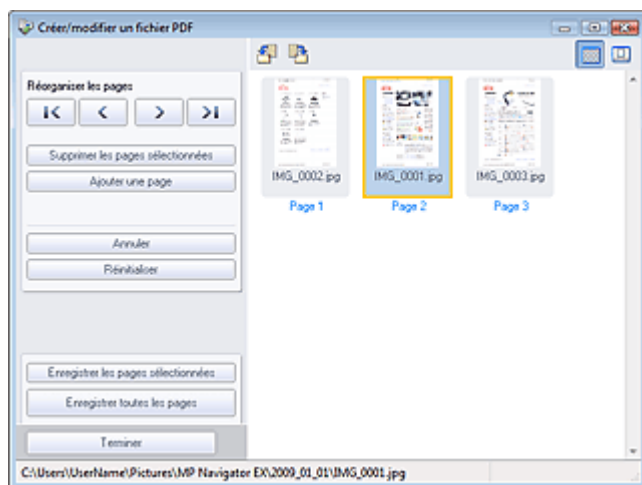 Créer/modifier un fichier PDF
Réorganiser les pages
Supprimer les pages sélectionnées
Ajouter une page
Annuler
Réinitialiser
Enregistrer les pages sélectionnées
Enregistrer toutes les pages
Terminer
IMG_0002.jpg
IMG_0001.jpg
IMG_0003.jpg
Page 1
Page 2
Page 3
C:\Users\UserName\Pictures\MP Navigator EX\2009_01_01\IMG_0001.jpg